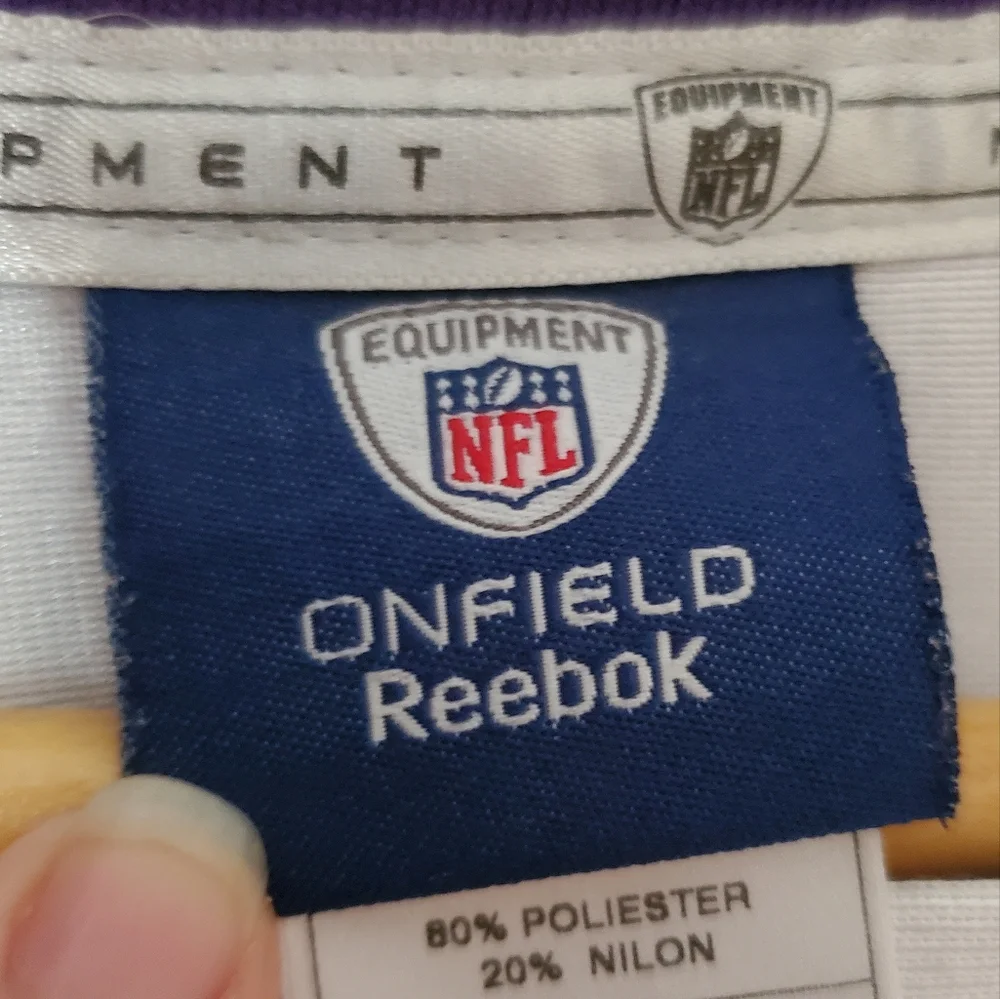 PMENT
EQUIPMENT
NFL
EQUIPMENT
NFL
ONFIELD
Reebok
80% POLIESTER
20% NILON